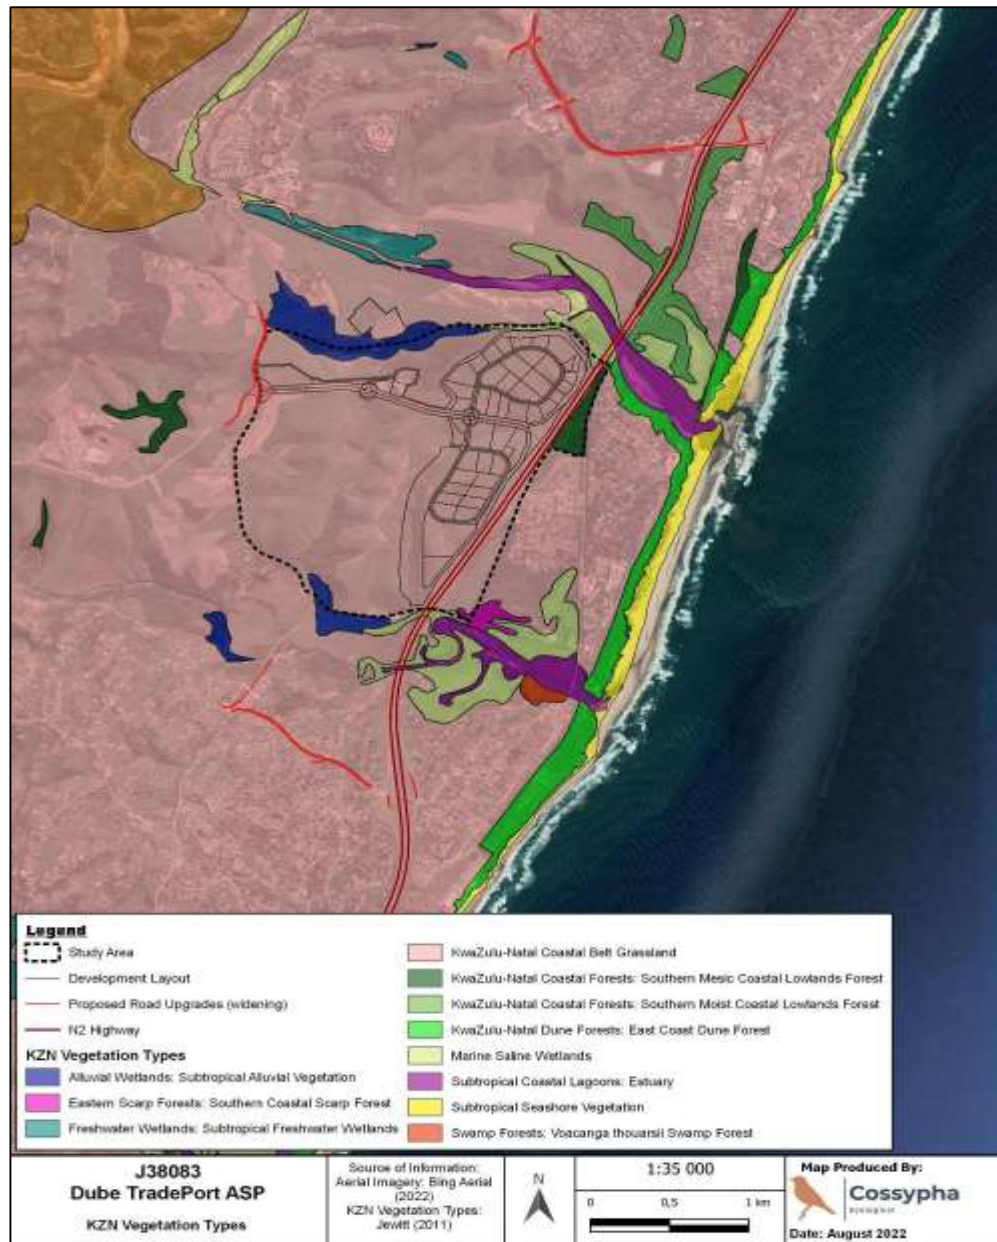 Legend
Study Area
Development Layout
Proposed Road Upgrades (widening)
N2 Highway
KZN Vegetation Types
Alluvial Wetlands: Subtropical Alluvial Vegetation
Eastern Scarp Forests: Southern Coastal Scarp Forest
Freshwater Wetlands: Subtropical Freshwater Wetlands
KwaZulu-Natal Coastal Belt Grassland
KwaZulu-Natal Coastal Forests: Southern Mesic Coastal Lowlands Forest
KwaZulu-Natal Coastal Forests: Southern Moist Coastal Lowlands Forest
KwaZulu-Natal Dune Forests: East Coast Dune Forest
Marine Saline Wetlands
Subtropical Coastal Lagoons: Estuary
Subtropical Seashore Vegetation
Swamp Forests: Voacanga thouarsii Swamp Forest
J38083
Dube TradePort ASP
KZN Vegetation Types
Source of Information:
Aerial Imagery: Bing Aerial
(2022)
KZN Vegetation Types:
Jewitt (2011)
N
1:35 000
0 0,5 1 km
Map Produced By:
Cossypha
Date: August 2022